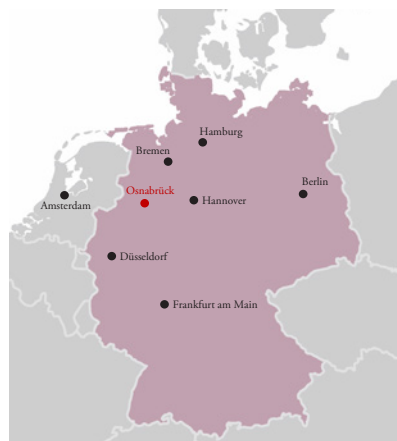 Hamburg
Bremen
Osnabrück
Berlin
Hannover
Amsterdam
Düsseldorf
Frankfurt am Main